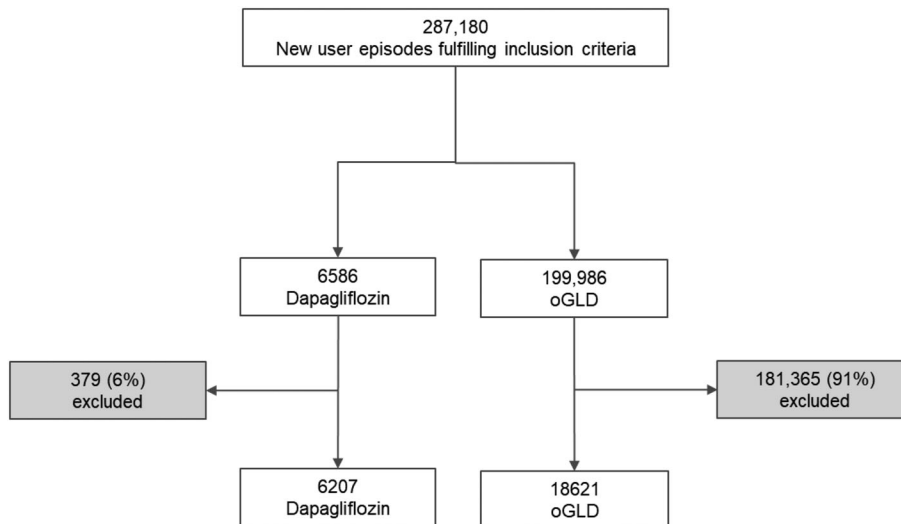 287,180
New user episodes fulfilling inclusion criteria
6586
Dapagliflozin
199,986
oGLD
379 (6%)
excluded
181,365 (91%)
excluded
6207
Dapagliflozin
18621
oGLD